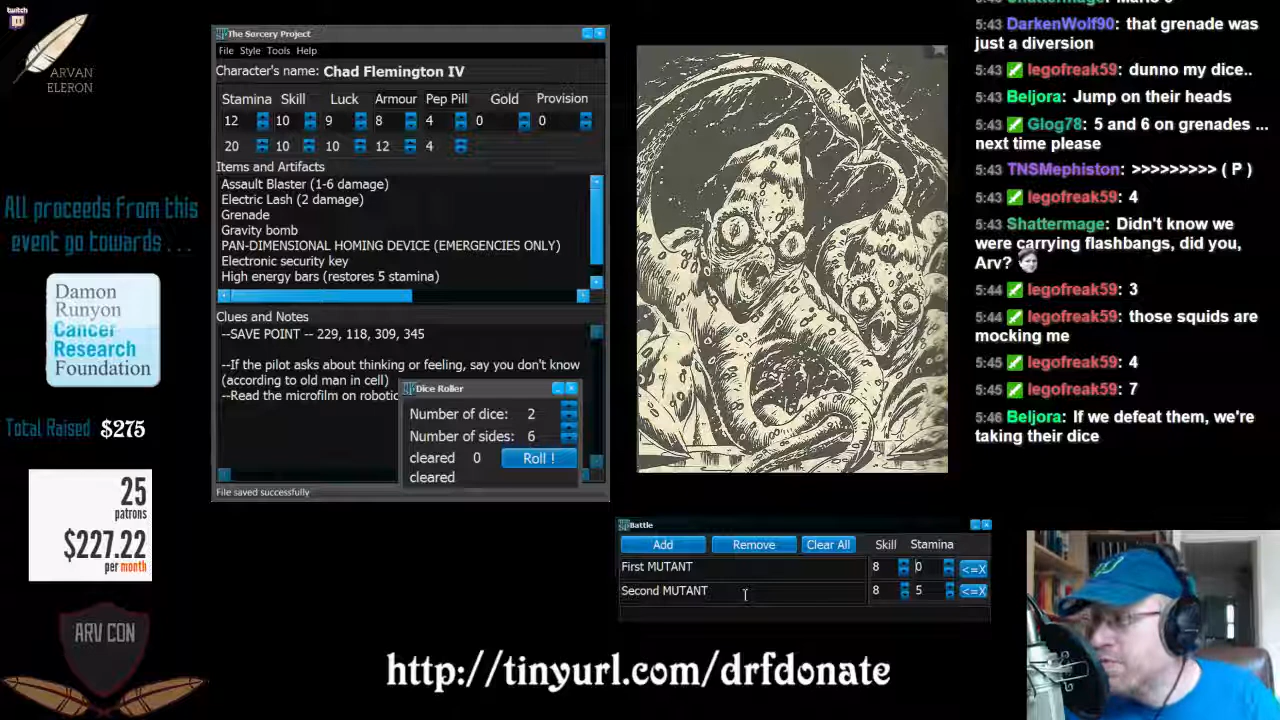 twitch
ARVAN
ELERON
All proceeds from this
event go towards . . .
Damon
Runyon
Cancer
Research
Foundation
Total Raised $275
25
patrons
$227.22
per month
ARV CON
The Sorcery Project
File Style Tools Help
Character's name: Chad Flemington IV
Stamina Skill Luck Armour Pep Pill Gold Provision
12 10 9 8 4 0 0
20 10 10 12 4
Items and Artifacts
Assault Blaster (1-6 damage)
Electric Lash (2 damage)
Grenade
Gravity bomb
PAN-DIMENSIONAL HOMING DEVICE (EMERGENCIES ONLY)
Electronic security key
High energy bars (restores 5 stamina)
Clues and Notes
--SAVE POINT -- 229, 118, 309, 345
--If the pilot asks about thinking or feeling, say you don't know
(according to old man in cell)
--Read the microfilm on robotic
File saved successfully
Dice Roller
Number of dice: 2
Number of sides: 6
cleared 0 Roll !
cleared
Battle
Add Remove Clear All Skill Stamina
First MUTANT 8 0 <=X
Second MUTANT 8 5 <=X
http://tinyurl.com/drfdonate
5:43 DarkenWolf90: that grenade was
just a diversion
5:43 legofreak59: dunno my dice..
5:43 Beljora: Jump on their heads
5:43 Glog78: 5 and 6 on grenades ...
next time please
5:43 TNSMephiston: >>>>>>>>> ( P )
5:43 legofreak59: 4
5:43 Shattermage: Didn't know we
were carrying flashbangs, did you,
Arv?
5:44 legofreak59: 3
5:44 legofreak59: those squids are
mocking me
5:45 legofreak59: 4
5:45 legofreak59: 7
5:46 Beljora: If we defeat them, we're
taking their dice